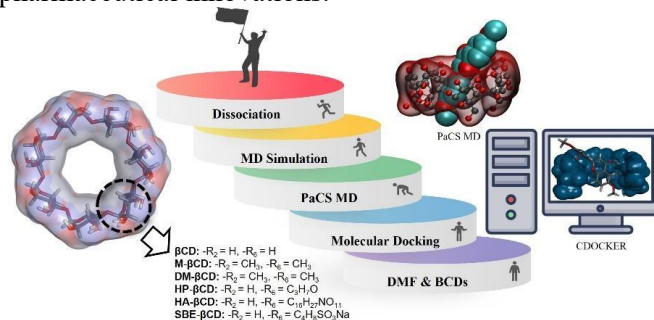 pharmaceutical innovations.
Dissociation
MD Simulation
PaCS MD
Molecular Docking
DMF & BCDs
PaCS MD
CDOCKER
βCD: -R2 = H, -R6 = H
M-βCD: -R2 = CH3, -R6 = CH3
DM-βCD: -R2 = CH3, -R6 = CH3
HP-βCD: -R2 = H, -R6 = C3H7O
HA-βCD: -R2 = H, -R6 = C16H27NO11
SBE-βCD: -R2 = H, -R6 = C4H8SO3Na